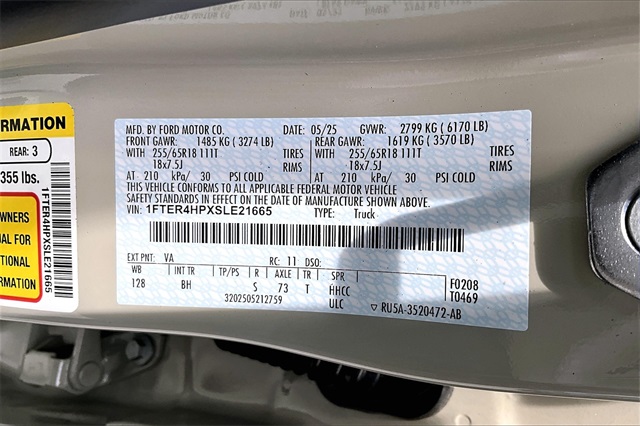 ORMATION
REAR: 3
355 lbs.
WNERS
UAL FOR
ITIONAL
RMATION
1FTER4HPXSLE21665
MFD. BY FORD MOTOR CO. DATE: 05/25 GVWR: 2799 KG ( 6170 LB)
FRONT GAWR: 1485 KG ( 3274 LB) REAR GAWR: 1619 KG ( 3570 LB)
WITH 255/65R18 111T TIRES WITH 255/65R18 111T TIRES
18x7.5J RIMS 18x7.5J RIMS
AT 210 kPa/ 30 PSI COLD AT 210 kPa/ 30 PSI COLD
THIS VEHICLE CONFORMS TO ALL APPLICABLE FEDERAL MOTOR VEHICLE
SAFETY STANDARDS IN EFFECT ON THE DATE OF MANUFACTURE SHOWN ABOVE.
VIN: 1FTER4HPXSLE21665 TYPE: Truck
EXT PNT: VA RC: 11 DSO:
WB INT TR TP/PS R AXLE TR SPR F0208
128 BH S 73 T HHCC T0469
3202505212759 ULC ▼ RU5A-3520472-AB